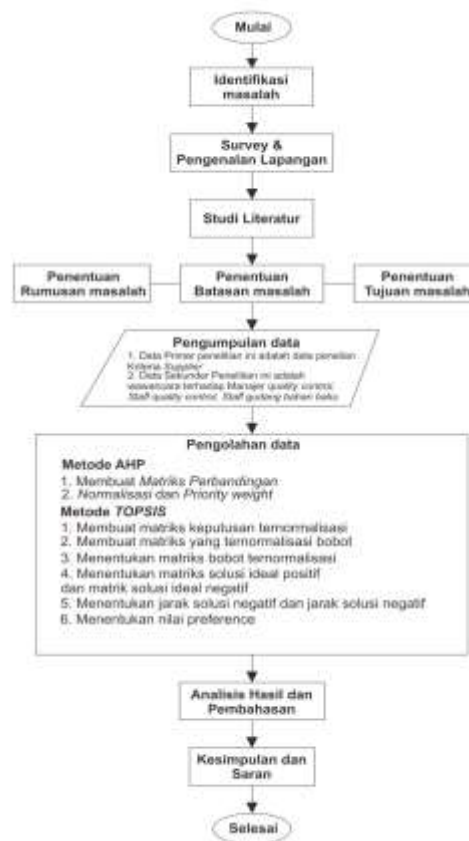 Mulai
Identifikasi
masalah
Survey &
Pengenalan Lapangan
Studi Literatur
Penentuan
Rumusan masalah
Penentuan
Batasan masalah
Penentuan
Tujuan masalah
Pengumpulan data
1. Data Primer penelitian ini adalah data penelian
Kriteria Supplier
2. Data Sekunder Penelitian ini adalah
wawancara terhadap Manajer quality control
Staff quality control, Staff gudang bahan baku
Pengolahan data
Metode AHP
1. Membuat Matriks Perbandingan
2. Normalisasi dan Priority weight
Metode TOPSIS
1. Membuat matriks keputusan ternormalisasi
2. Membuat matriks yang ternormalisasi bobot
3. Menentukan matriks bobot ternormalisasi
4. Menentukan matriks solusi ideal positif
dan matrik solusi ideal negatif
5. Menentukan jarak solusi negatif dan jarak solusi negatif
6. Menentukan nilai preference
Analisis Hasil dan
Pembahasan
Kesimpulan dan
Saran
Selesai